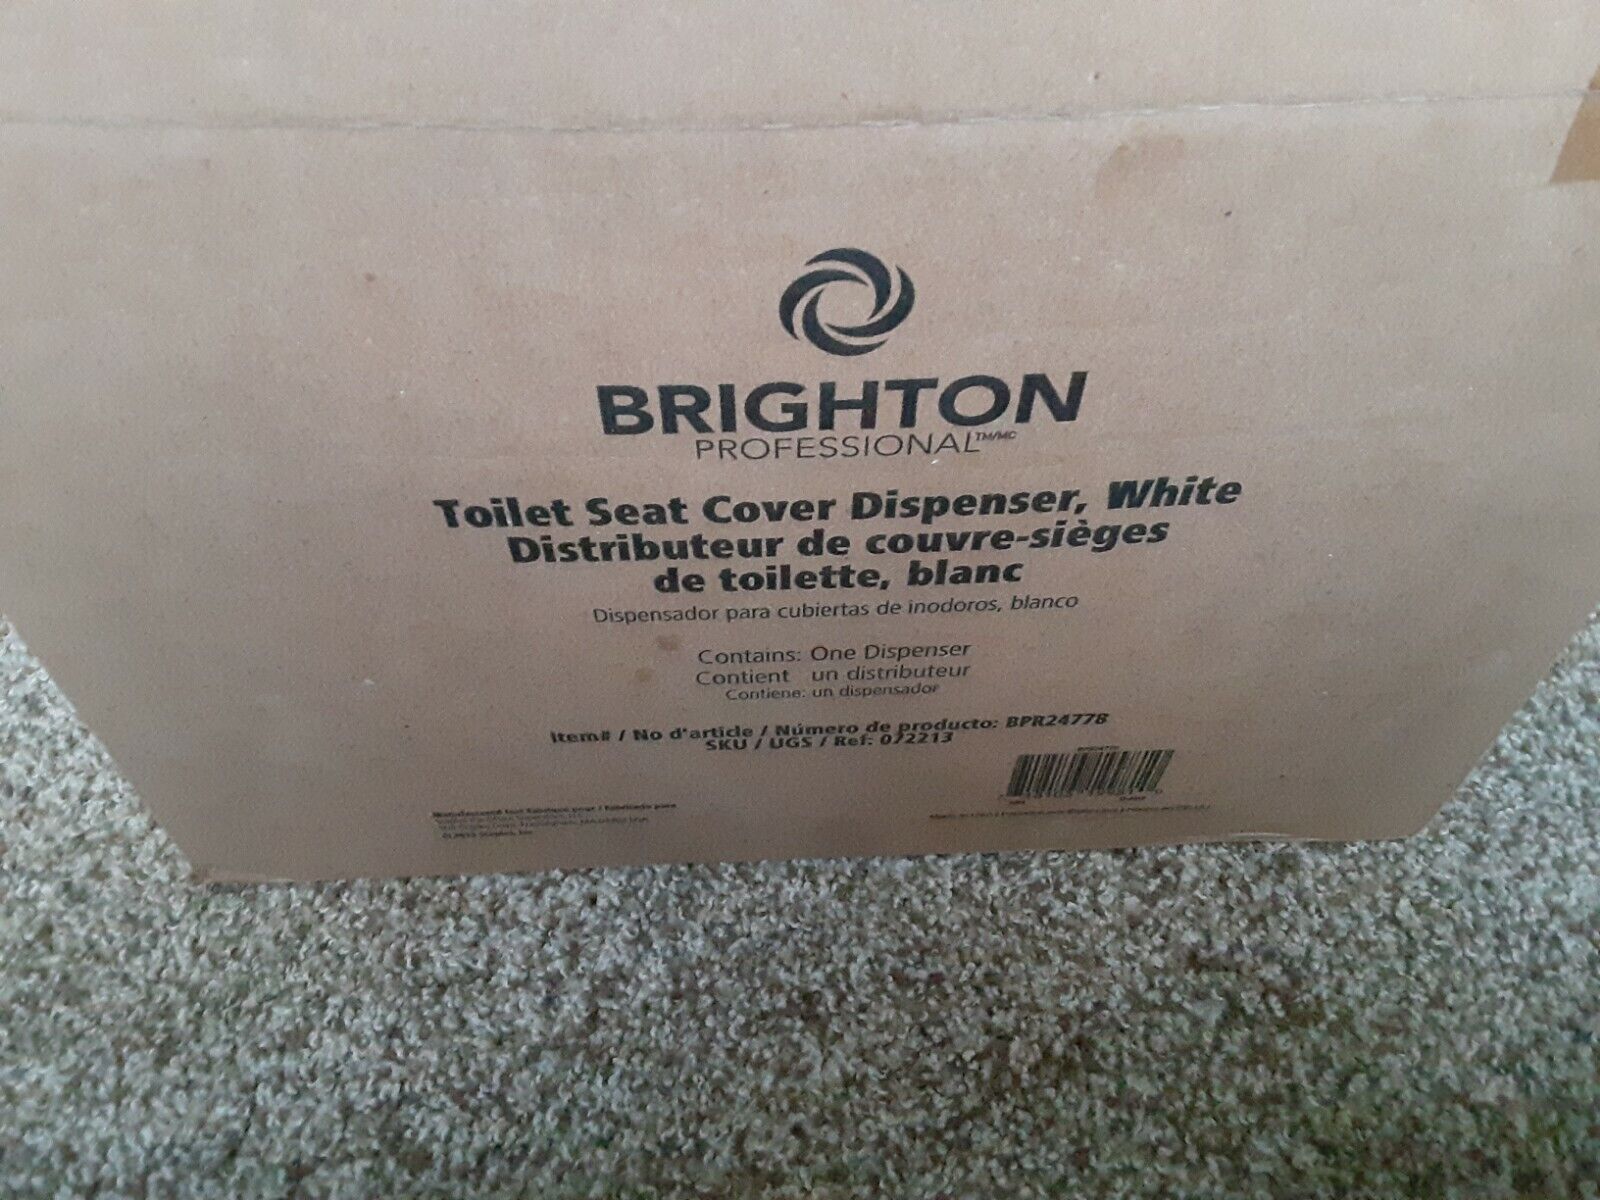 BRIGHTON
PROFESSIONAL™/MC
Toilet Seat Cover Dispenser, White
Distributeur de couvre-sièges
de toilette, blanc
Dispensador para cubiertas de inodoros, blanco
Contains: One Dispenser
Contient un distributeur
Contiene: un dispensador
Item# / No d'article / Número de producto: BPR24778
SKU / UGS / Ref: 072213